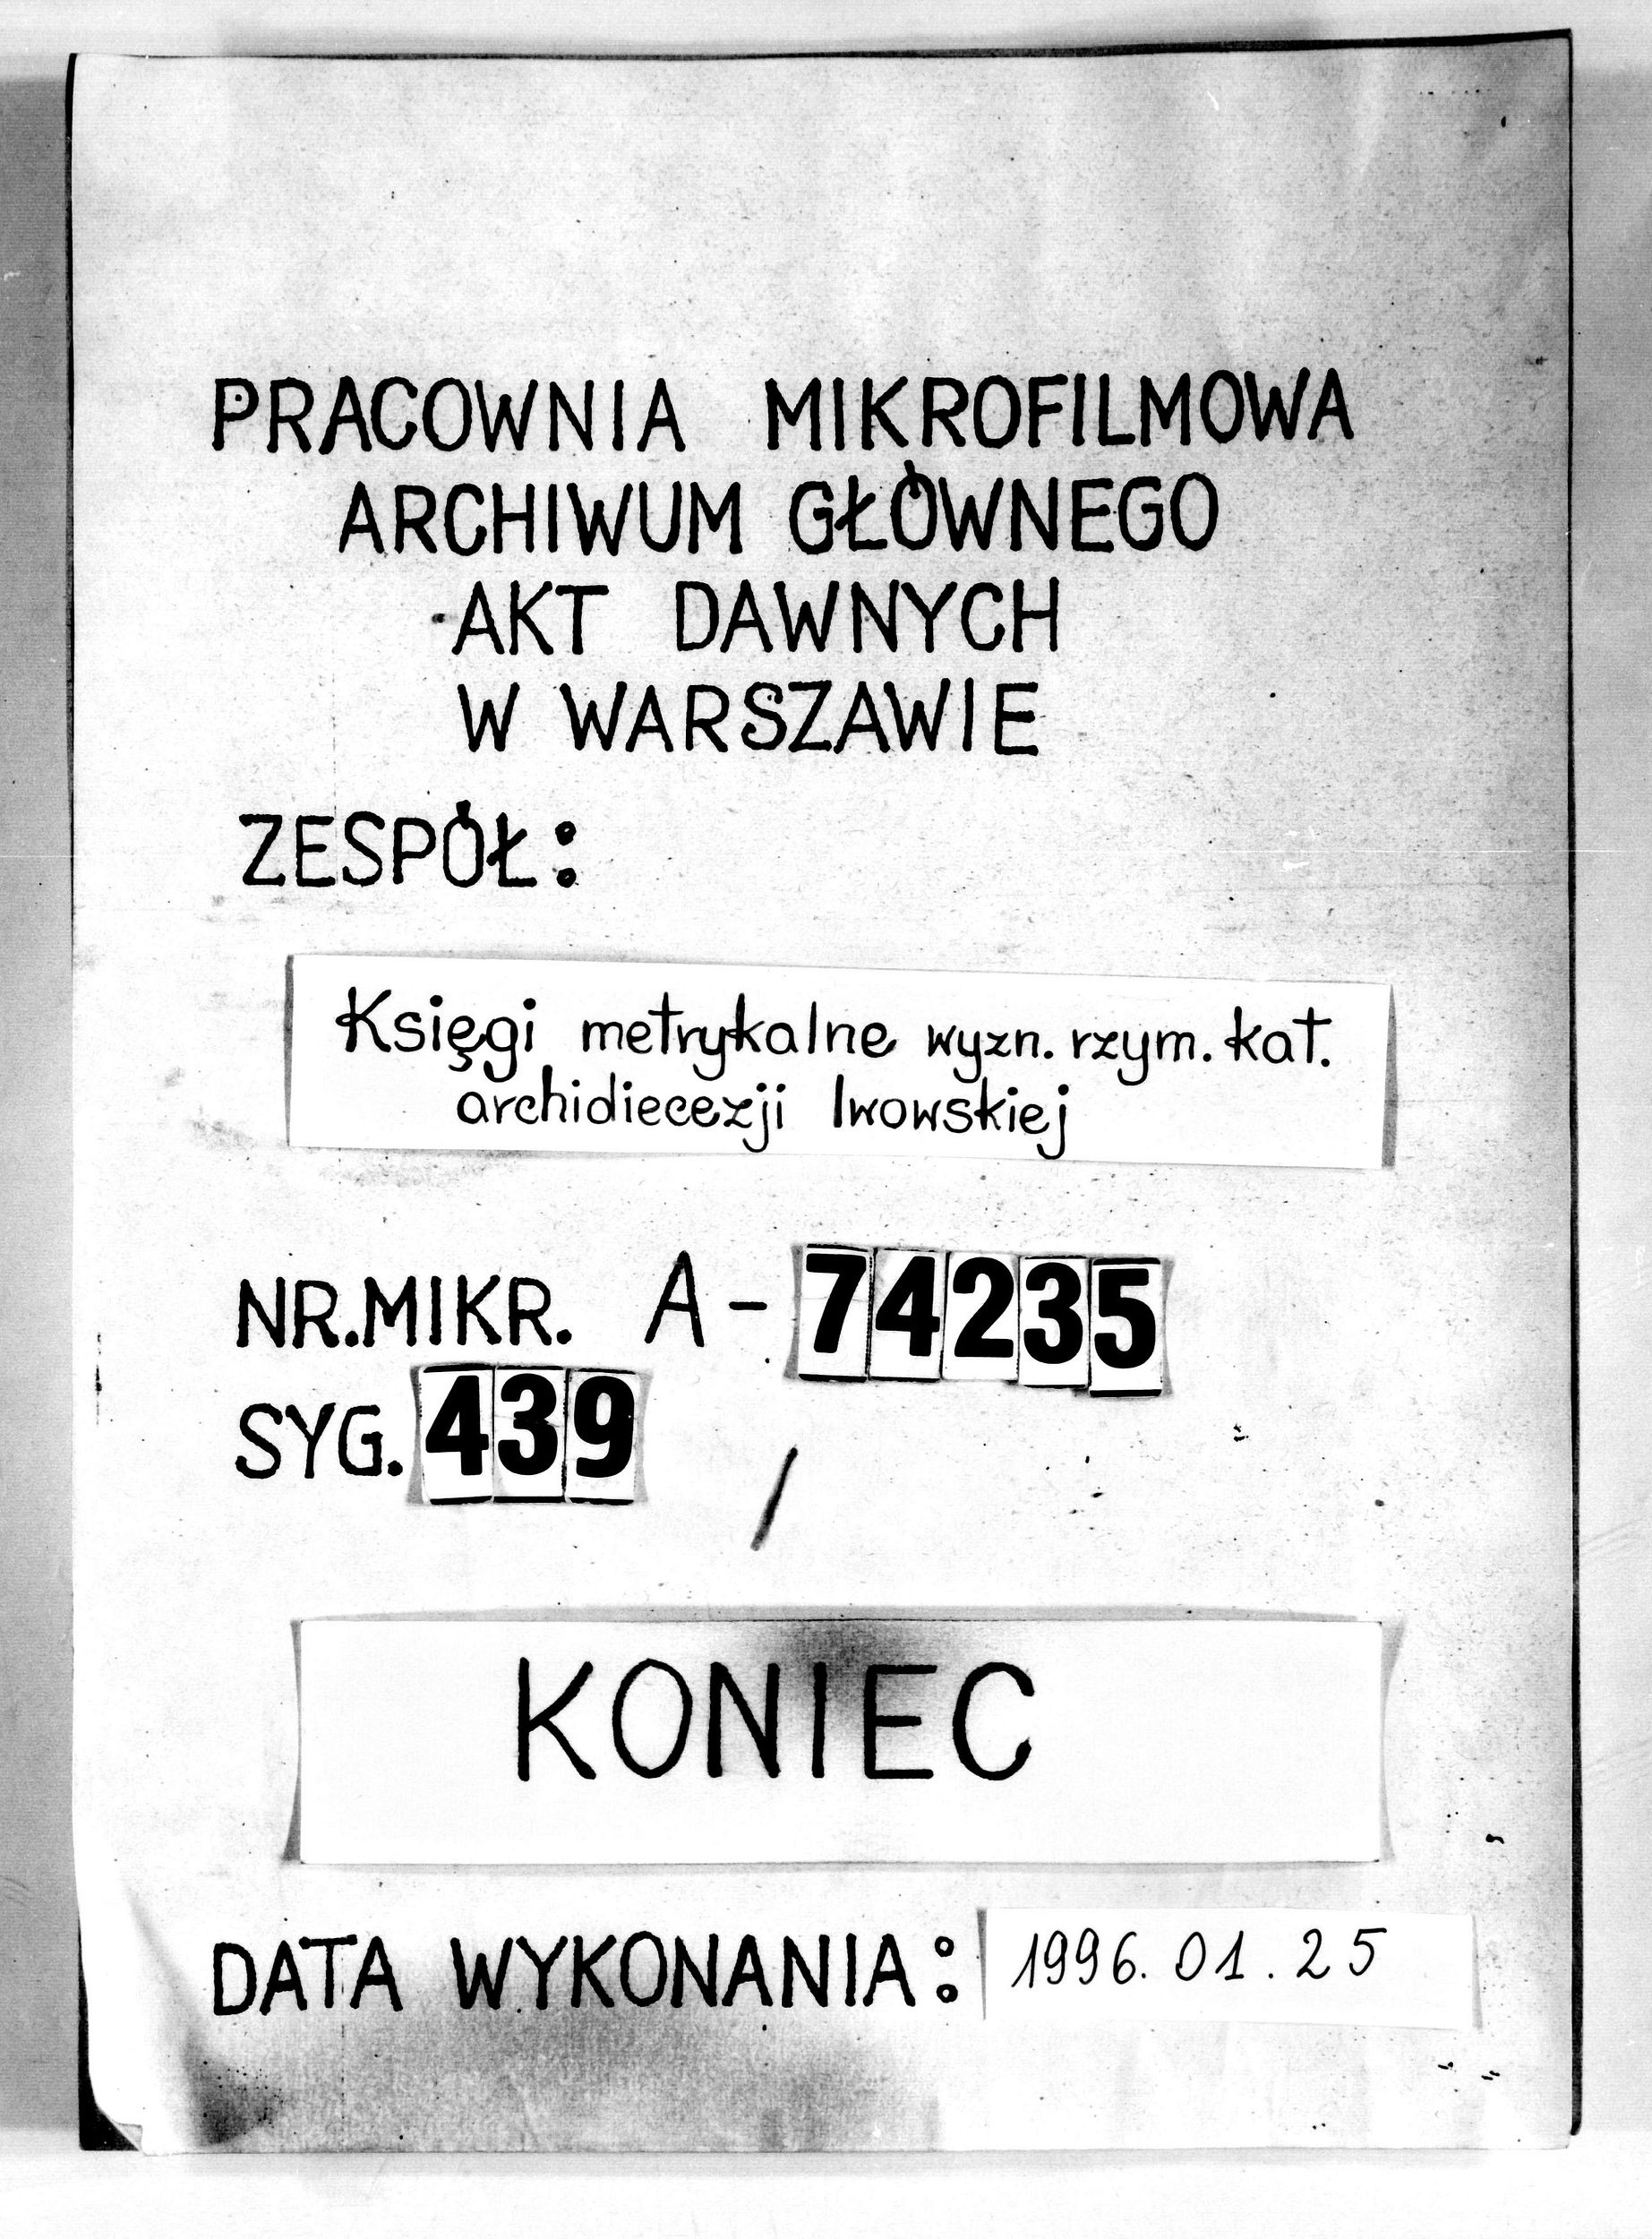 PRACOWNIA MIKROFILMOWA
ARCHIWUM GŁÓWNEGO
AKT DAWNYCH
W WARSZAWIE
ZESPÓŁ:
Księgi metrykalne wyzn. rzym. kat.
archidiecezji lwowskiej
NR.MIKR. A-74235
SYG. 439 /
KONIEC
DATA WYKONANIA: 1996.01.25